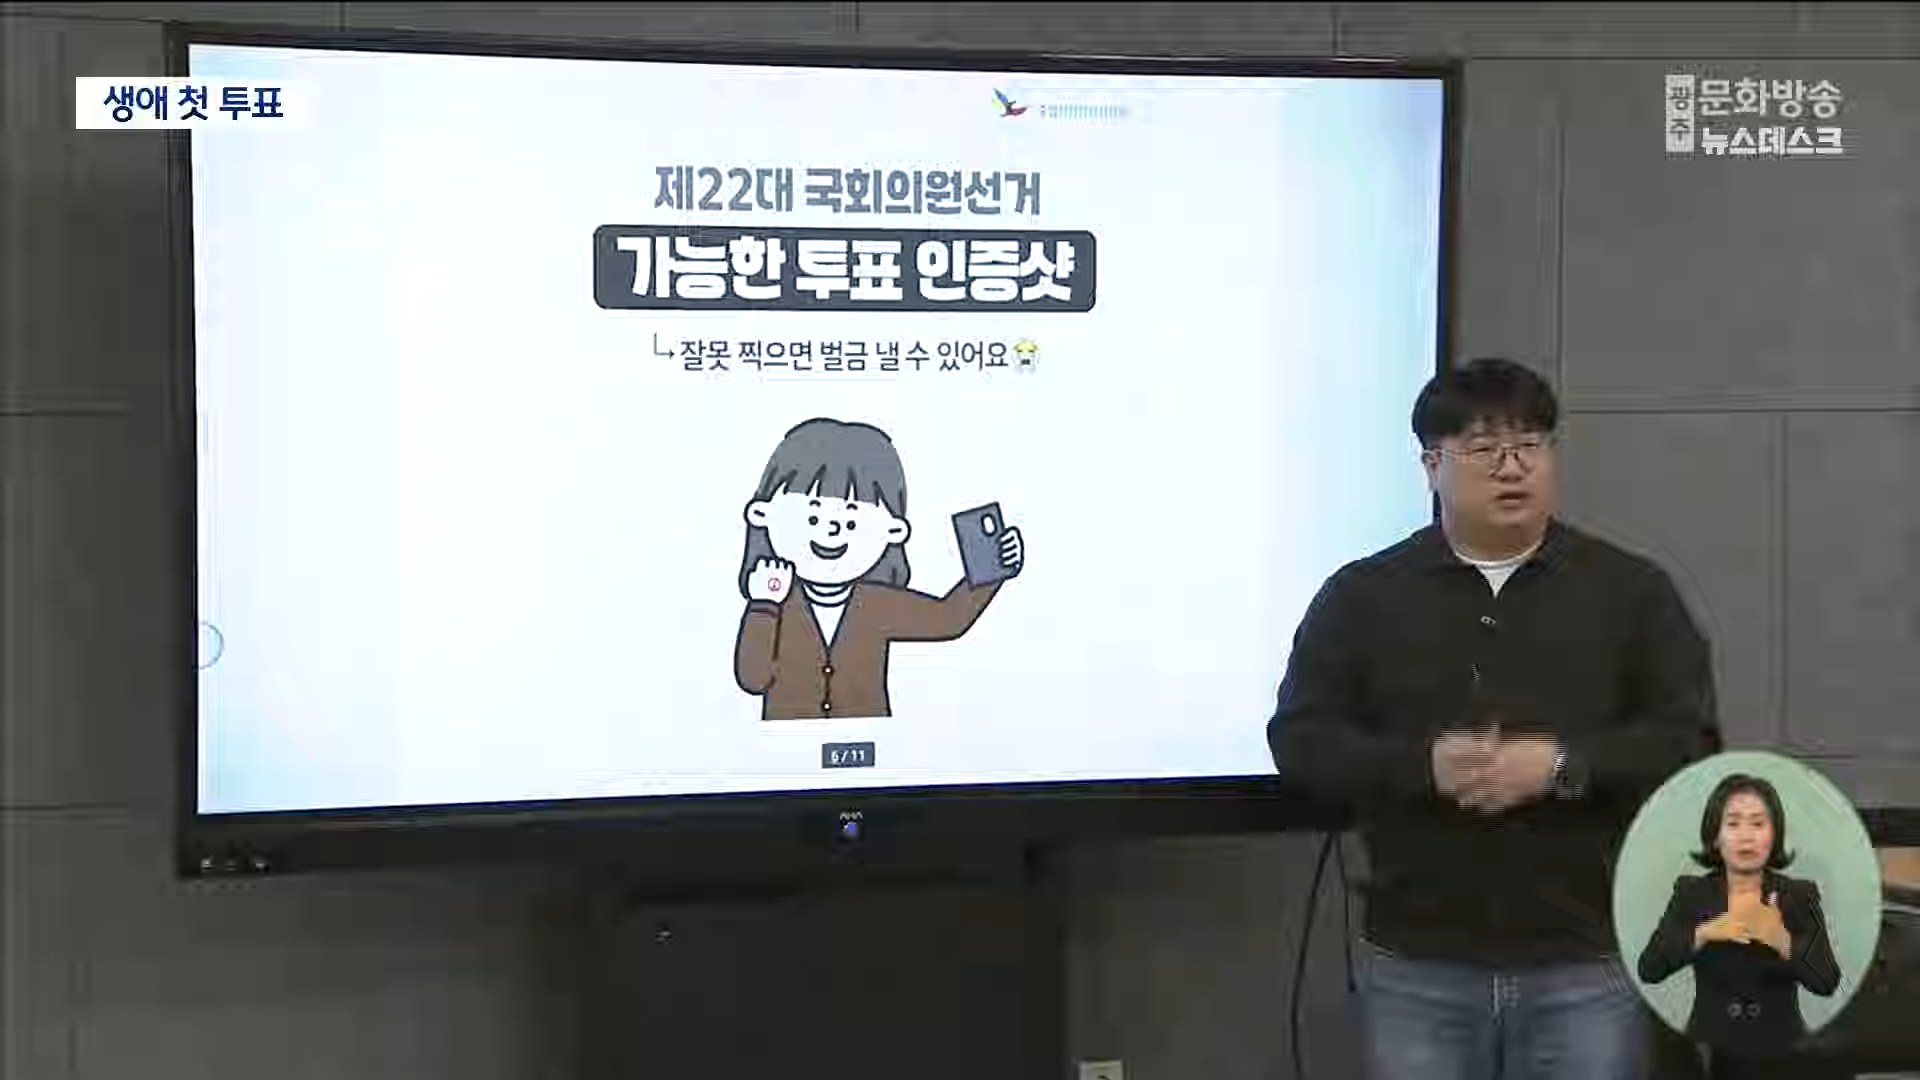 생애 첫 투표
광주
문화방송
뉴스데스크
제22대 국회의원선거
가능한 투표 인증샷
잘못 찍으면 벌금 낼 수 있어요
6/11
AHA